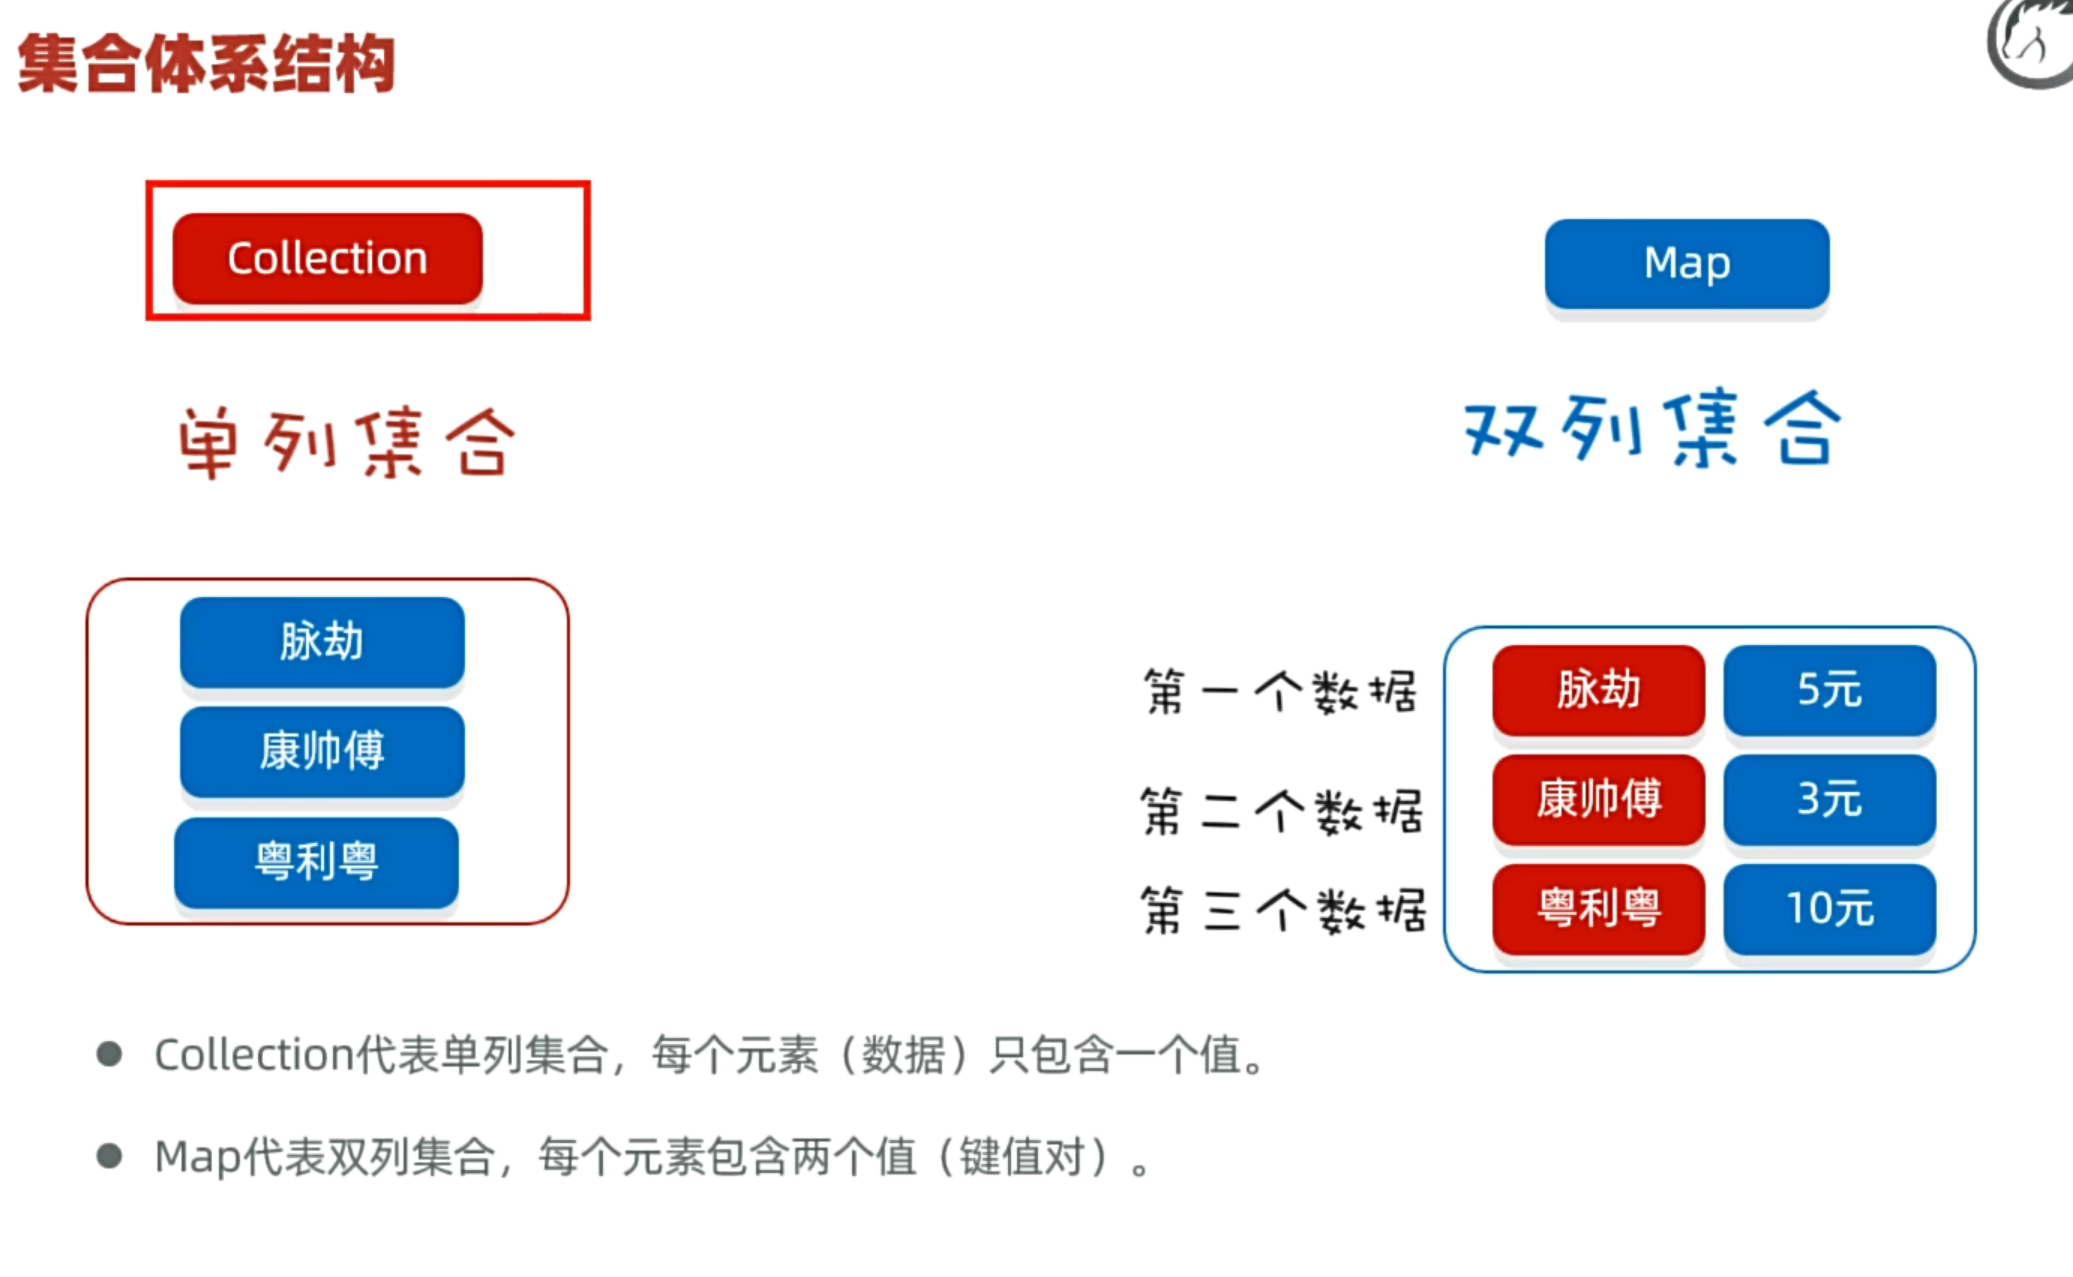 集合体系结构
Collection
Map
单列集合
双列集合
脉劫
康帅傅
粤利粤
第一个数据 脉劫 5元
第二个数据 康帅傅 3元
第三个数据 粤利粤 10元
Collection代表单列集合，每个元素（数据）只包含一个值。
Map代表双列集合，每个元素包含两个值（键值对）。